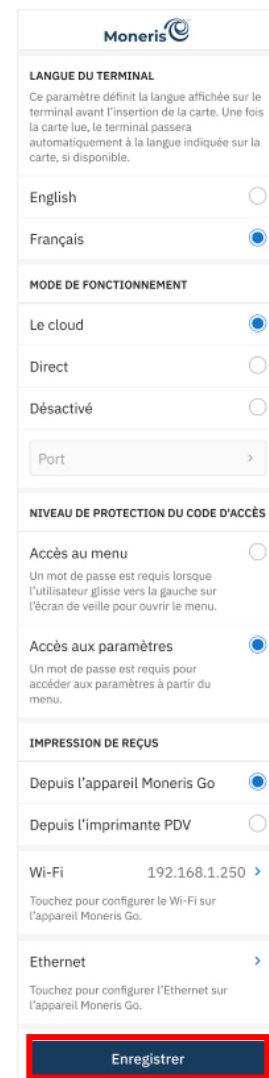 Moneris
LANGUE DU TERMINAL
Ce paramètre définit la langue affichée sur le
terminal avant l'insertion de la carte. Une fois
la carte lue, le terminal passera
automatiquement à la langue indiquée sur la
carte, si disponible.
English
Français
MODE DE FONCTIONNEMENT
Le cloud
Direct
Désactivé
Port
NIVEAU DE PROTECTION DU CODE D'ACCÈS
Accès au menu
Un mot de passe est requis lorsque
l'utilisateur glisse vers la gauche sur
l'écran de veille pour ouvrir le menu.
Accès aux paramètres
Un mot de passe est requis pour
accéder aux paramètres à partir du
menu.
IMPRESSION DE REÇUS
Depuis l'appareil Moneris Go
Depuis l'imprimante PDV
Wi-Fi 192.168.1.250
Touchez pour configurer le Wi-Fi sur
l'appareil Moneris Go.
Ethernet
Touchez pour configurer l'Ethernet sur
l'appareil Moneris Go.
Enregistrer